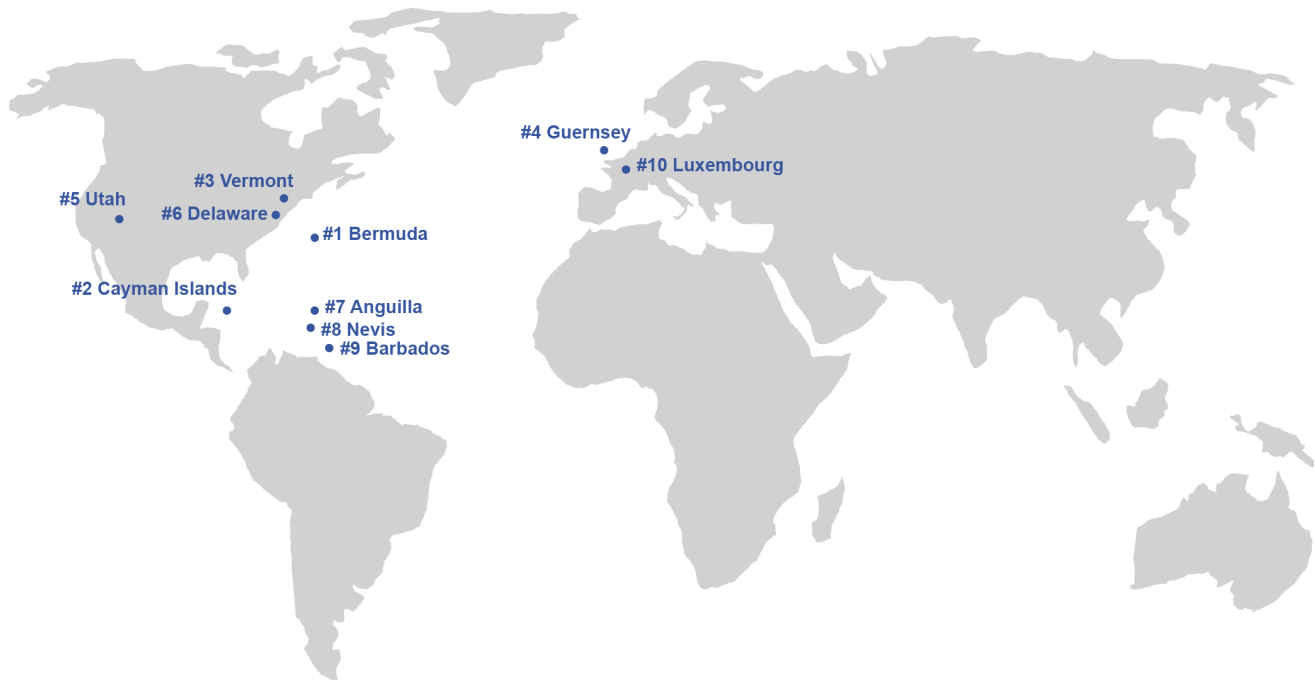 #4 Guernsey
#10 Luxembourg
#3 Vermont
#5 Utah
#6 Delaware
#1 Bermuda
#2 Cayman Islands
#7 Anguilla
#8 Nevis
#9 Barbados